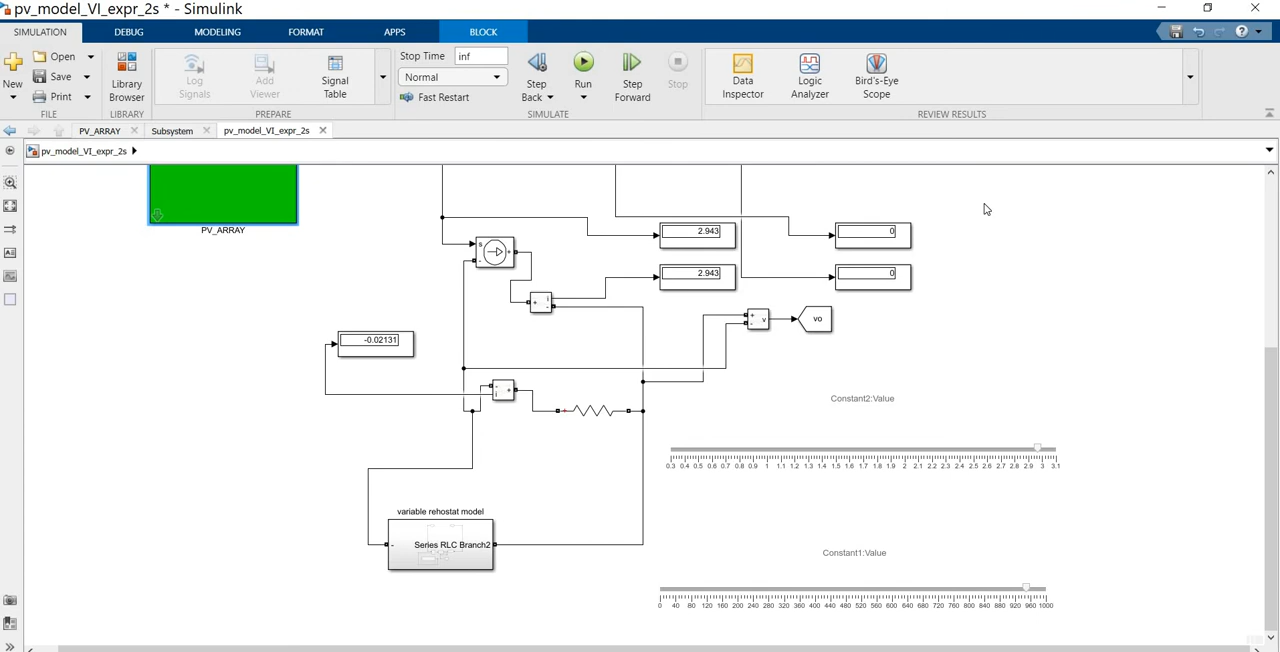 pv_model_VI_expr_2s * - Simulink
SIMULATION DEBUG MODELING FORMAT APPS BLOCK
New
Open
Save
Print
FILE
Library
Browser
LIBRARY
Log
Signals
Add
Viewer
Signal
Table
PREPARE
Stop Time inf
Normal
Fast Restart
Step
Back
Run
Step
Forward
Stop
SIMULATE
Data
Inspector
Logic
Analyzer
Bird's-Eye
Scope
REVIEW RESULTS
PV_ARRAY Subsystem pv_model_VI_expr_2s
pv_model_VI_expr_2s
PV_ARRAY
2.943
0
s
+
-
2.943
0
+
i
-
+
-
v
vo
-0.02131
-
i
+
+
Constant2:Value
0.3 0.4 0.5 0.6 0.7 0.8 0.9 1 1.1 1.2 1.3 1.4 1.5 1.6 1.7 1.8 1.9 2 2.1 2.2 2.3 2.4 2.5 2.6 2.7 2.8 2.9 3 3.1
variable rehostat model
- Series RLC Branch2
Constant1:Value
0 40 80 120 160 200 240 280 320 360 400 440 480 520 560 600 640 680 720 760 800 840 880 920 960 1000